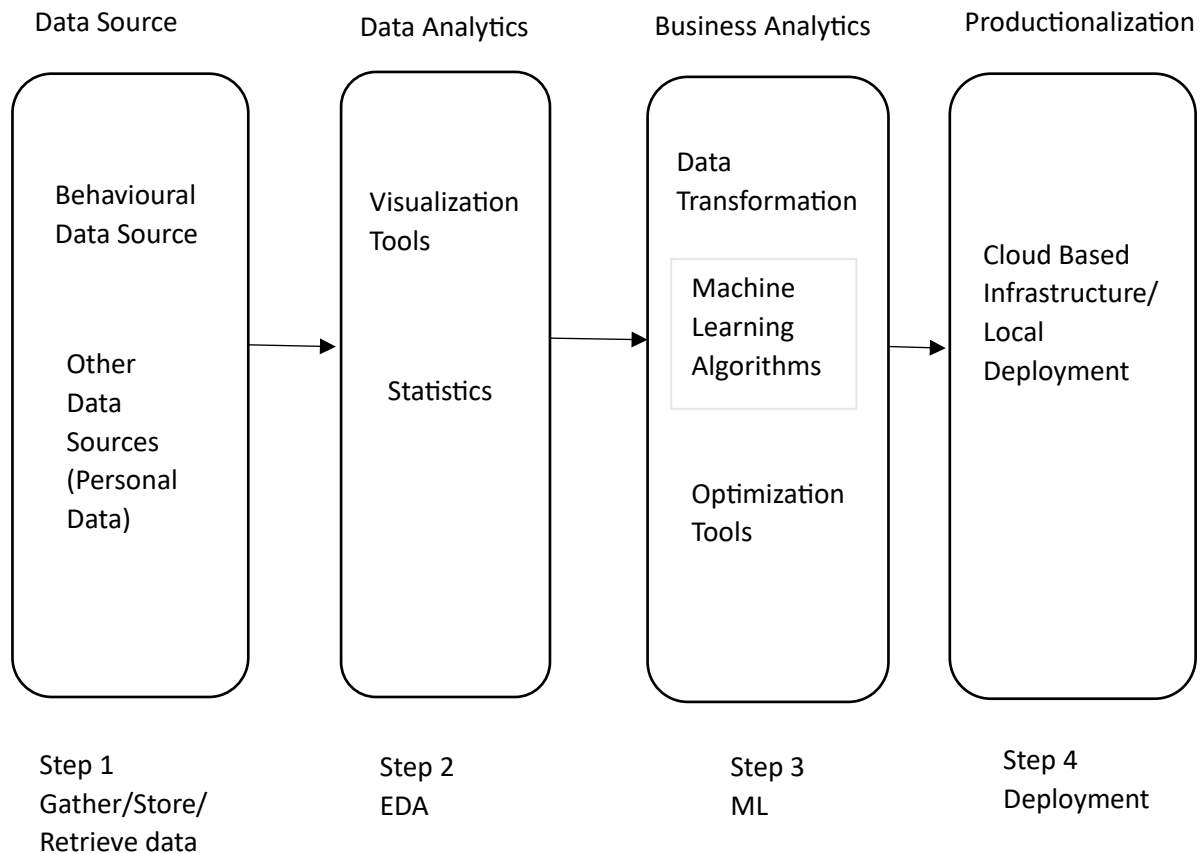 Data Source
Data Analytics
Business Analytics
Productionalization
Behavioural
Data Source
Other
Data
Sources
(Personal
Data)
Visualization
Tools
Statistics
Data
Transformation
Machine
Learning
Algorithms
Optimization
Tools
Cloud Based
Infrastructure/
Local
Deployment
Step 1
Gather/Store/
Retrieve data
Step 2
EDA
Step 3
ML
Step 4
Deployment